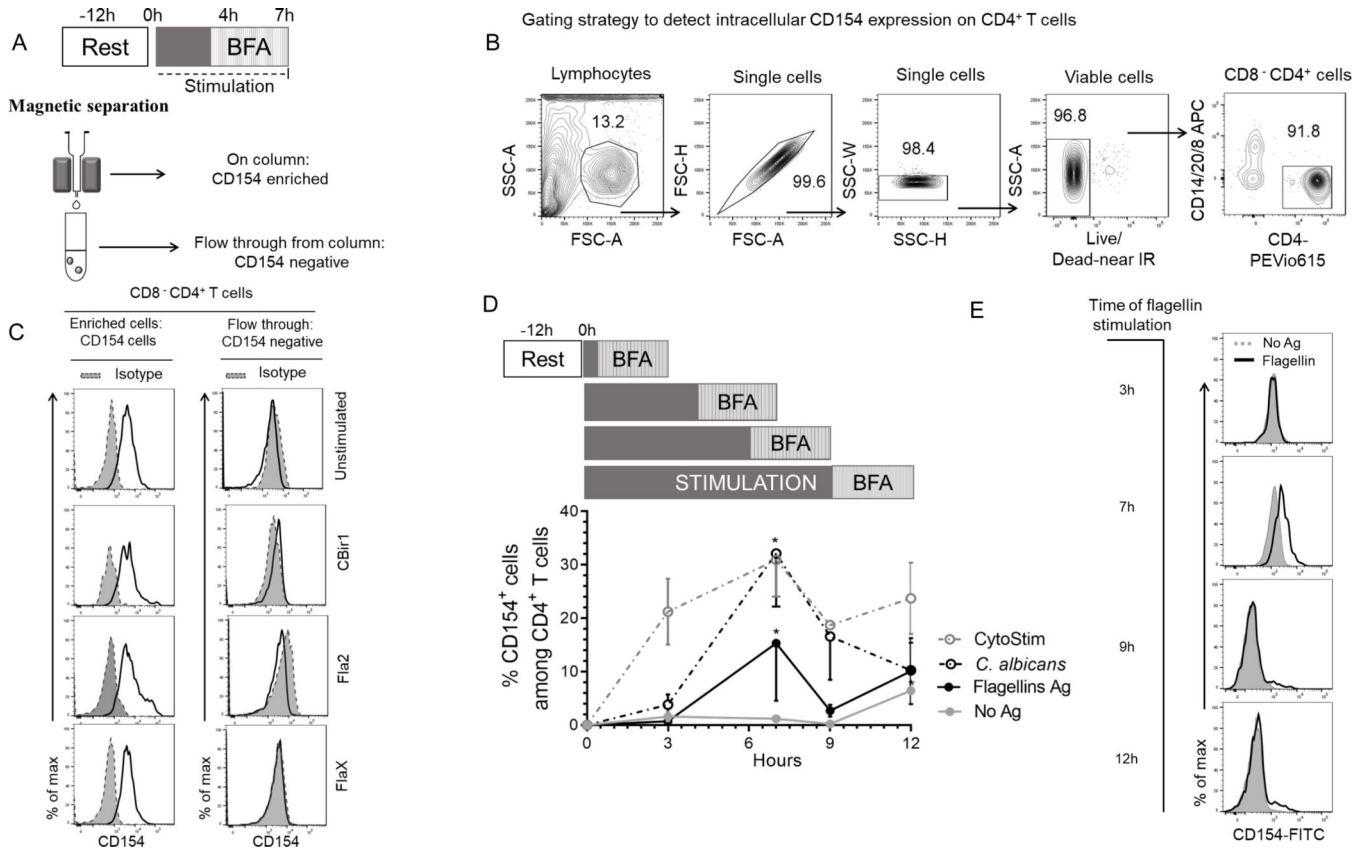 A
-12h 0h 4h 7h
Rest BFA
Stimulation
Magnetic separation
On column:
CD154 enriched
Flow through from column:
CD154 negative
Gating strategy to detect intracellular CD154 expression on CD4⁺ T cells
B
Lymphocytes
Single cells
Single cells
Viable cells
CD8⁻CD4⁺ cells
13.2
99.6
98.4
96.8
91.8
SSC-A
FSC-A
FSC-H
FSC-A
SSC-W
SSC-H
SSC-A
Live/
Dead-near IR
CD14/20/8 APC
CD4-
PEVio615
C
CD8⁻CD4⁺ T cells
Enriched cells:
CD154 cells
Flow through:
CD154 negative
Isotype
Isotype
Unstimulated
CBir1
Fla2
FlaX
% of max
% of max
CD154
CD154
D
-12h 0h
Rest BFA
BFA
BFA
STIMULATION BFA
% CD154⁺ cells
among CD4⁺ T cells
40
30
20
10
0
0 3 6 9 12
Hours
* * *
CytoStim
C. albicans
Flagellins Ag
No Ag
E
Time of flagellin
stimulation
No Ag
Flagellin
3h
7h
9h
12h
% of max
CD154-FITC